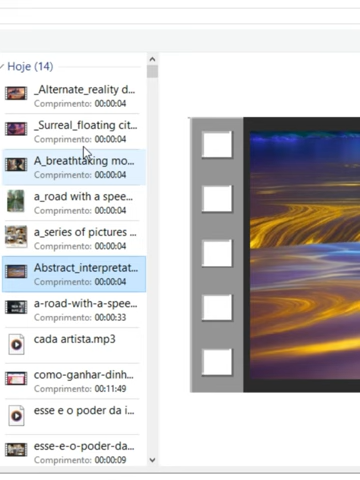 Hoje (14)
_Alternate_reality d...
Comprimento: 00:00:04
_Surreal_floating cit...
Comprimento: 00:00:04
A_breathtaking mo...
Comprimento: 00:00:04
a_road with a spee...
Comprimento: 00:00:04
a_series of pictures ...
Comprimento: 00:00:04
Abstract_interpretat...
Comprimento: 00:00:04
a-road-with-a-spee...
Comprimento: 00:00:33
cada artista.mp3
como-ganhar-dinh...
Comprimento: 00:11:49
esse e o poder da i...
esse-e-o-poder-da...
Comprimento: 00:00:09